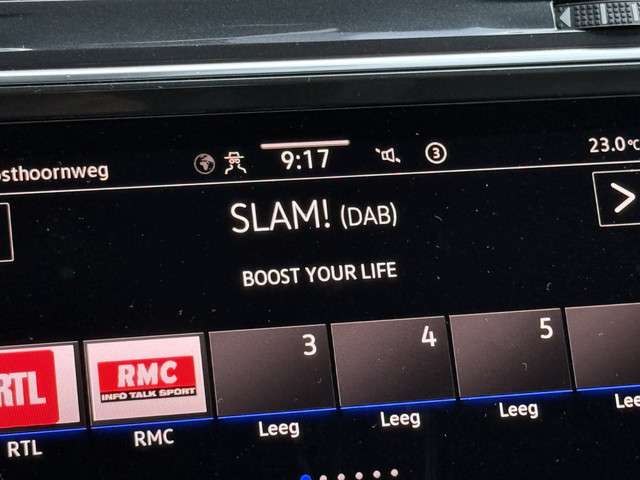 osthoornweg 9:17 3 23.0°C
SLAM! (DAB)
BOOST YOUR LIFE
3 4 5
RTL RMC
INFO TALK SPORT
RTL RMC Leeg Leeg Leeg Lee